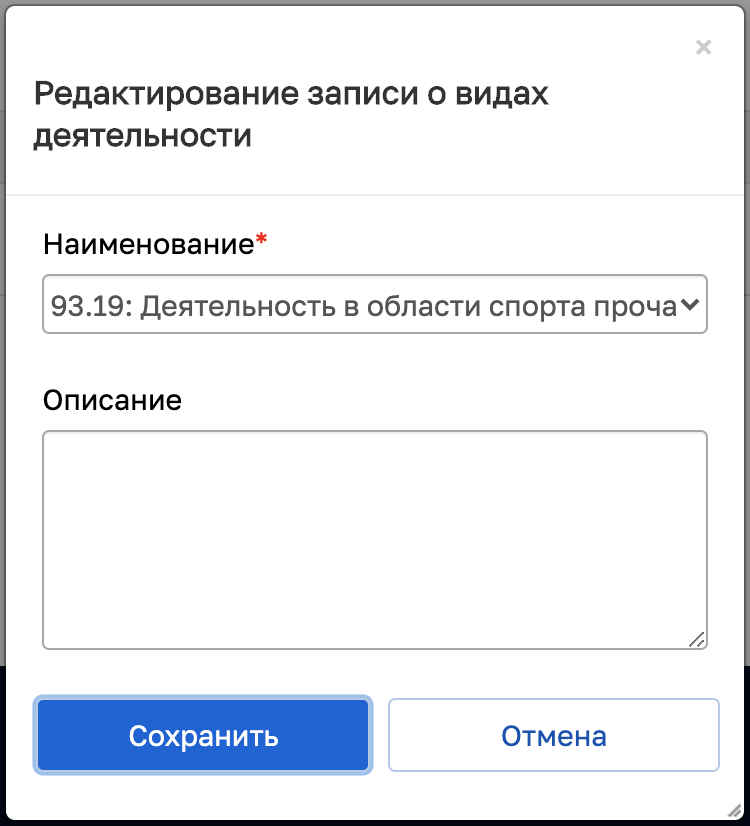 ×
Редактирование записи о видах
деятельности
Наименование*
93.19: Деятельность в области спорта проча
Описание
Сохранить
Отмена